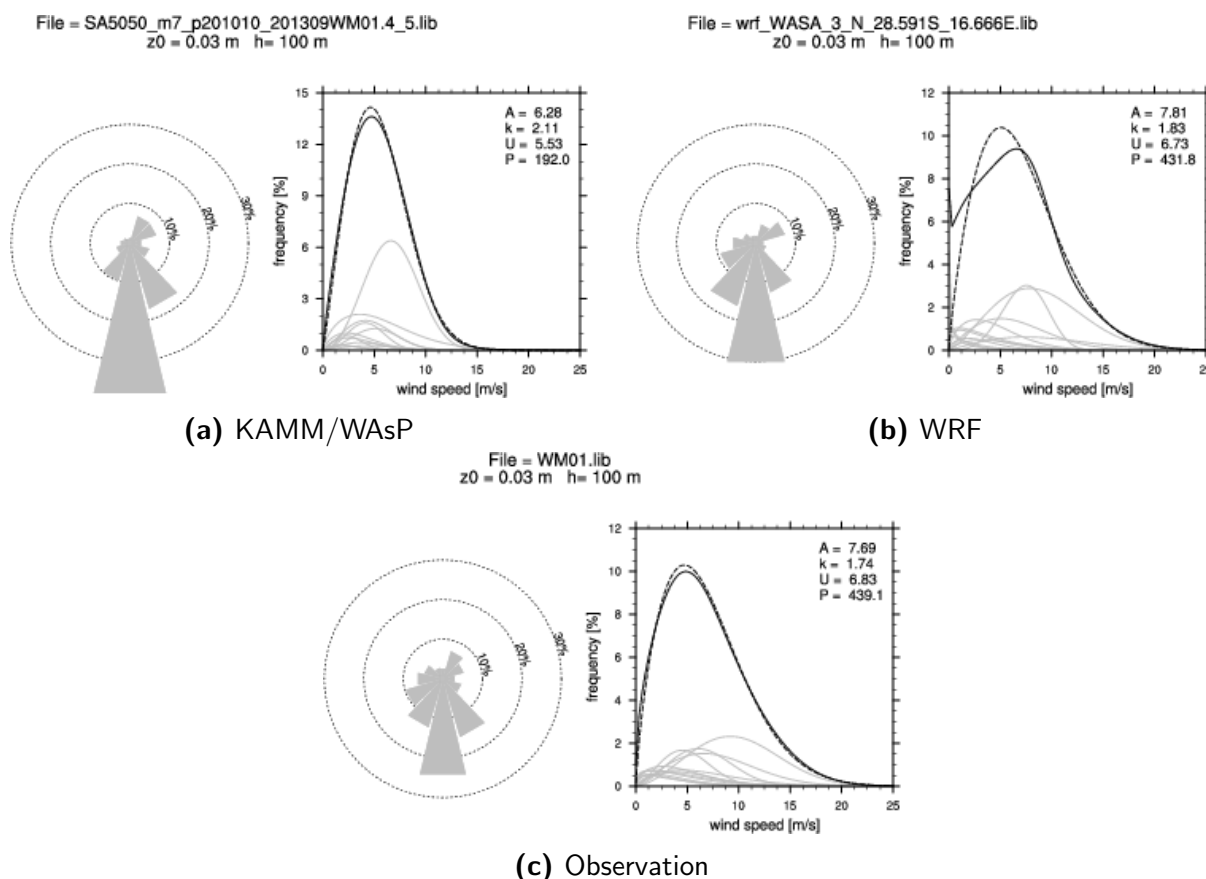 File = SA5050_m7_p201010_201309WM01.4_5.lib
z0 = 0.03 m h= 100 m
10%
20%
30%
frequency [%]
15
12
9
6
3
0
A = 6.28
k = 2.11
U = 5.53
P = 192.0
0 5 10 15 20 25
wind speed [m/s]
(a) KAMM/WAsP
File = wrf_WASA_3_N_28.591S_16.666E.lib
z0 = 0.03 m h= 100 m
10%
20%
30%
frequency [%]
12
10
8
6
4
2
0
A = 7.81
k = 1.83
U = 6.73
P = 431.8
0 5 10 15 20 25
wind speed [m/s]
(b) WRF
File = WM01.lib
z0 = 0.03 m h= 100 m
10%
20%
30%
frequency [%]
12
10
8
6
4
2
0
A = 7.69
k = 1.74
U = 6.83
P = 439.1
0 5 10 15 20 25
wind speed [m/s]
(c) Observation